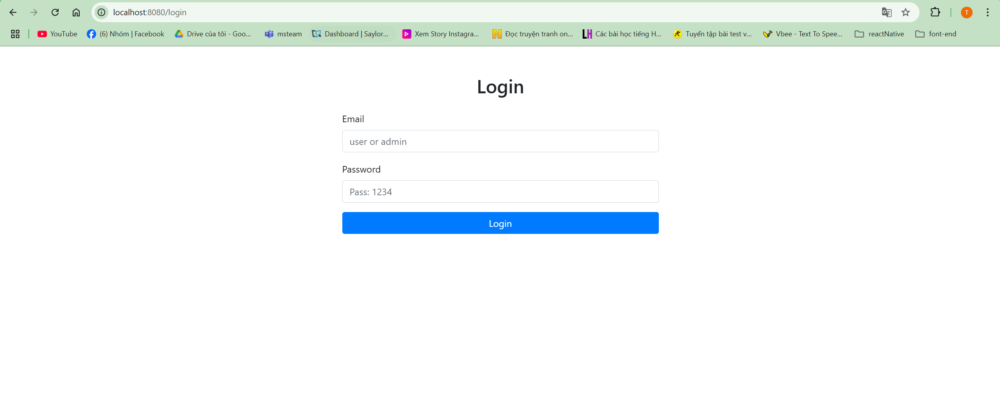 localhost:8080/login
T
YouTube (6) Nhóm | Facebook Drive của tôi - Goo... msteam Dashboard | Saylor... Xem Story Instagra... Đọc truyện tranh on... Các bài học tiếng H... Tuyển tập bài test v... Vbee - Text To Spee... reactNative font-end
Login
Email
user or admin
Password
Pass: 1234
Login